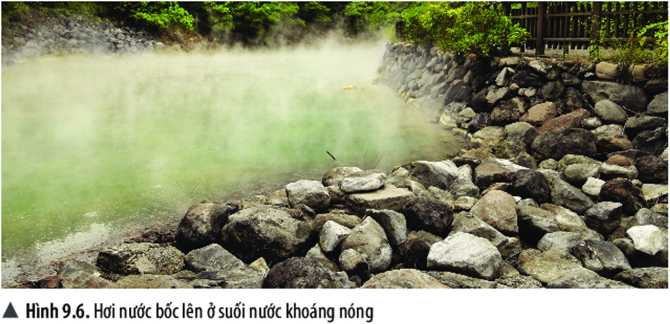 ▲ Hình 9.6. Hơi nước bốc lên ở suối nước khoáng nóng